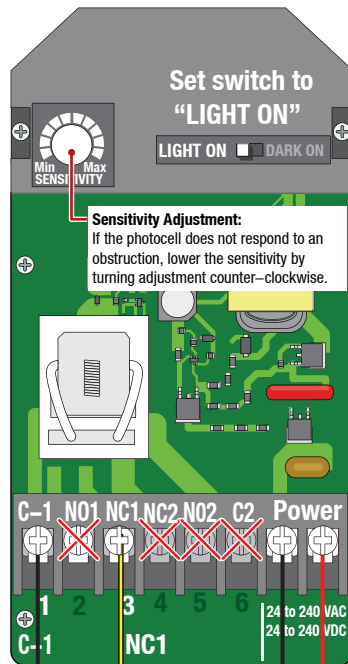 Set switch to
“LIGHT ON”
LIGHT ON DARK ON
Min Max
SENSITIVITY
Sensitivity Adjustment:
If the photocell does not respond to an
obstruction, lower the sensitivity by
turning adjustment counter–clockwise.
C–1 NO1 NC1 NC2 NO2 C2 Power
1 2 3 4 5 6
24 to 240 VAC
24 to 240 VDC
C–1 NC1